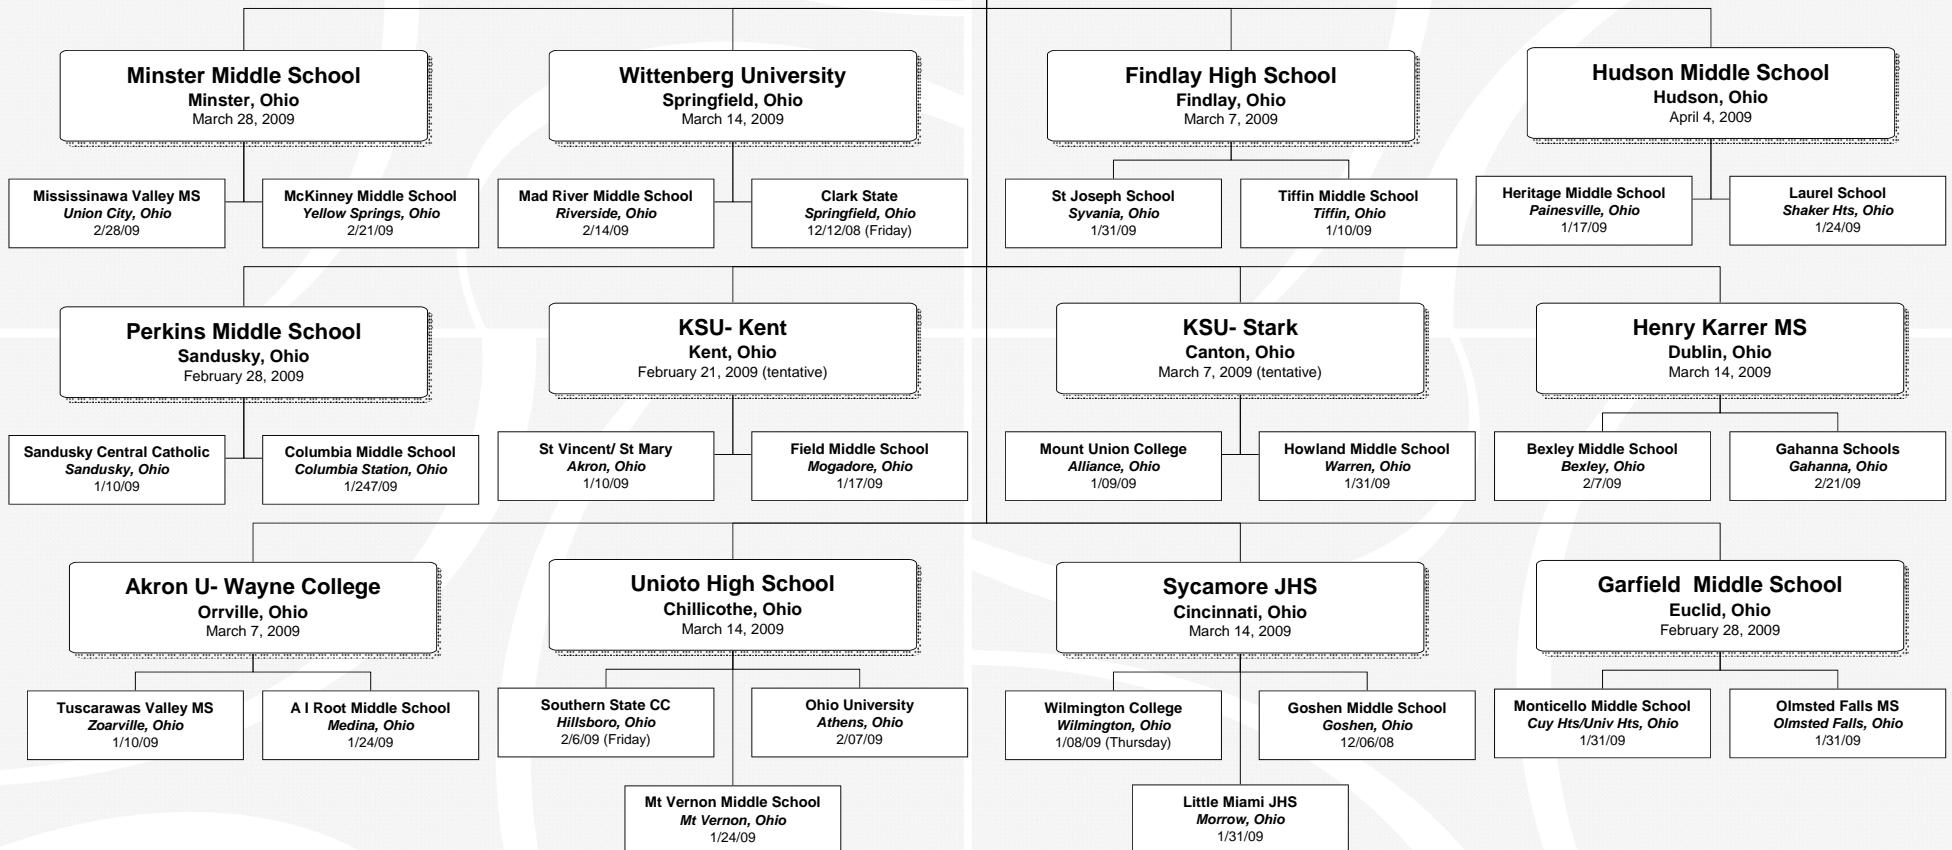 Minster Middle School
Minster, Ohio
March 28, 2009
Wittenberg University
Springfield, Ohio
March 14, 2009
Findlay High School
Findlay, Ohio
March 7, 2009
Hudson Middle School
Hudson, Ohio
April 4, 2009
Mississinawa Valley MS
Union City, Ohio
2/28/09
McKinney Middle School
Yellow Springs, Ohio
2/21/09
Mad River Middle School
Riverside, Ohio
2/14/09
Clark State
Springfield, Ohio
12/12/08 (Friday)
St Joseph School
Syvania, Ohio
1/31/09
Tiffin Middle School
Tiffin, Ohio
1/10/09
Heritage Middle School
Painesville, Ohio
1/17/09
Laurel School
Shaker Hts, Ohio
1/24/09
Perkins Middle School
Sandusky, Ohio
February 28, 2009
KSU- Kent
Kent, Ohio
February 21, 2009 (tentative)
KSU- Stark
Canton, Ohio
March 7, 2009 (tentative)
Henry Karrer MS
Dublin, Ohio
March 14, 2009
Sandusky Central Catholic
Sandusky, Ohio
1/10/09
Columbia Middle School
Columbia Station, Ohio
1/247/09
St Vincent/ St Mary
Akron, Ohio
1/10/09
Field Middle School
Mogadore, Ohio
1/17/09
Mount Union College
Alliance, Ohio
1/09/09
Howland Middle School
Warren, Ohio
1/31/09
Bexley Middle School
Bexley, Ohio
2/7/09
Gahanna Schools
Gahanna, Ohio
2/21/09
Akron U- Wayne College
Orrville, Ohio
March 7, 2009
Unioto High School
Chillicothe, Ohio
March 14, 2009
Sycamore JHS
Cincinnati, Ohio
March 14, 2009
Garfield  Middle School
Euclid, Ohio
February 28, 2009
Tuscarawas Valley MS
Zoarville, Ohio
1/10/09
A I Root Middle School
Medina, Ohio
1/24/09
Southern State CC
Hillsboro, Ohio
2/6/09 (Friday)
Ohio University
Athens, Ohio
2/07/09
Wilmington College
Wilmington, Ohio
1/08/09 (Thursday)
Goshen Middle School
Goshen, Ohio
12/06/08
Monticello Middle School
Cuy Hts/Univ Hts, Ohio
1/31/09
Olmsted Falls MS
Olmsted Falls, Ohio
1/31/09
Mt Vernon Middle School
Mt Vernon, Ohio
1/24/09
Little Miami JHS
Morrow, Ohio
1/31/09